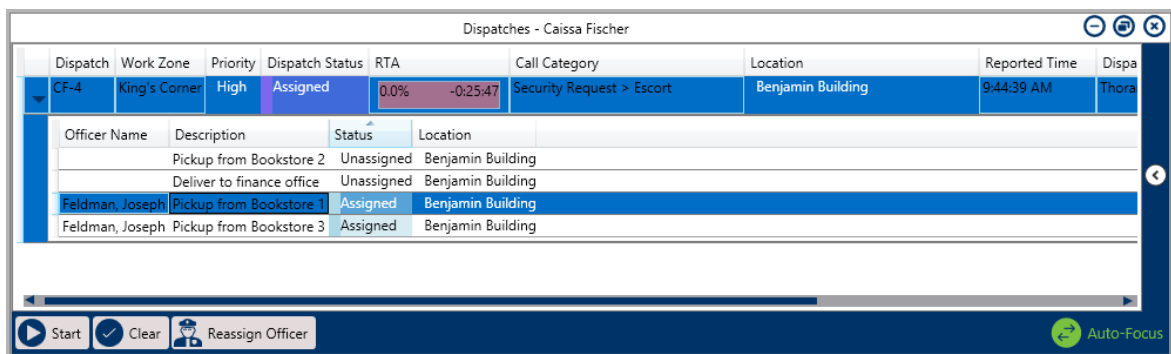 Dispatches - Caissa Fischer
Dispatch Work Zone Priority Dispatch Status RTA Call Category Location Reported Time Dispa
CF-4 King's Corner High Assigned 0.0% -0:25:47 Security Request > Escort Benjamin Building 9:44:39 AM Thora
Officer Name Description Status Location
Pickup from Bookstore 2 Unassigned Benjamin Building
Deliver to finance office Unassigned Benjamin Building
Feldman, Joseph Pickup from Bookstore 1 Assigned Benjamin Building
Feldman, Joseph Pickup from Bookstore 3 Assigned Benjamin Building
Start Clear Reassign Officer Auto-Focus